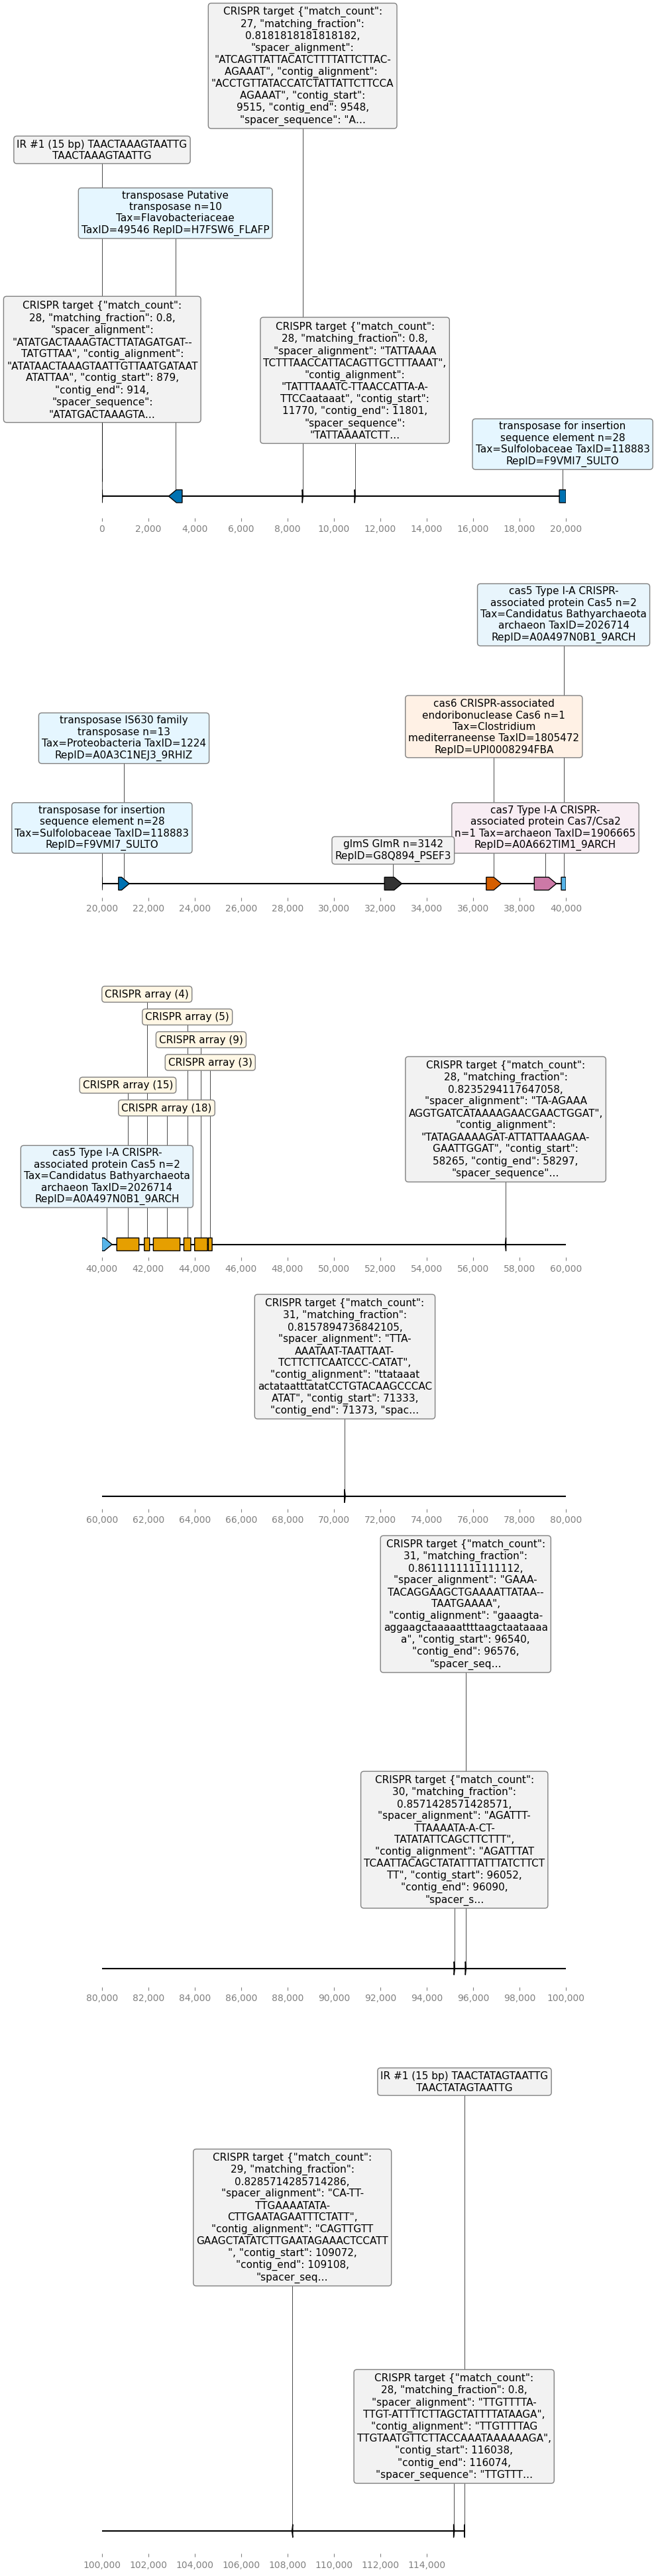 CRISPR target {"match_count":
27, "matching_fraction":
0.8181818181818182,
"spacer_alignment":
"ATCAGTTATTACATCTTTTATTCTTAC-
AGAAAT", "contig_alignment":
"ACCTGTTATACCATCTATTATTCTTCCA
AGAAAT", "contig_start":
9515, "contig_end": 9548,
"spacer_sequence": "A...
IR #1 (15 bp) TAACTAAAGTAATTG
TAACTAAAGTAATTG
transposase Putative
transposase n=10
Tax=Flavobacteriaceae
TaxID=49546 RepID=H7FSW6_FLAFP
CRISPR target {"match_count":
28, "matching_fraction": 0.8,
"spacer_alignment":
"ATATGACTAAAGTACTTATAGATGAT--
TATGTTAA", "contig_alignment":
"ATATAACTAAAGTAATTGTTAATGATAAT
ATATTAA", "contig_start": 879,
"contig_end": 914,
"spacer_sequence":
"ATATGACTAAAGTA...
CRISPR target {"match_count":
28, "matching_fraction": 0.8,
"spacer_alignment": "TATTAAAA
TCTTTAACCATTACAGTTGCTTTAAAT",
"contig_alignment":
"TATTTAAATC-TTAACCATTA-A-
TTCCAataaat", "contig_start":
11770, "contig_end": 11801,
"spacer_sequence":
"TATTAAAATCTT...
transposase for insertion
sequence element n=28
Tax=Sulfolobaceae TaxID=118883
RepID=F9VMI7_SULTO
0 2,000 4,000 6,000 8,000 10,000 12,000 14,000 16,000 18,000 20,000
cas5 Type I-A CRISPR-
associated protein Cas5 n=2
Tax=Candidatus Bathyarchaeota
archaeon TaxID=2026714
RepID=A0A497N0B1_9ARCH
cas6 CRISPR-associated
endoribonuclease Cas6 n=1
Tax=Clostridium
mediterraneense TaxID=1805472
RepID=UPI0008294FBA
transposase IS630 family
transposase n=13
Tax=Proteobacteria TaxID=1224
RepID=A0A3C1NEJ3_9RHIZ
transposase for insertion
sequence element n=28
Tax=Sulfolobaceae TaxID=118883
RepID=F9VMI7_SULTO
glmS GlmR n=3142
RepID=G8Q894_PSEF3
cas7 Type I-A CRISPR-
associated protein Cas7/Csa2
n=1 Tax=archaeon TaxID=1906665
RepID=A0A662TIM1_9ARCH
20,000 22,000 24,000 26,000 28,000 30,000 32,000 34,000 36,000 38,000 40,000
CRISPR array (4)
CRISPR array (5)
CRISPR array (9)
CRISPR array (3)
CRISPR array (15)
CRISPR array (18)
cas5 Type I-A CRISPR-
associated protein Cas5 n=2
Tax=Candidatus Bathyarchaeota
archaeon TaxID=2026714
RepID=A0A497N0B1_9ARCH
CRISPR target {"match_count":
28, "matching_fraction":
0.8235294117647058,
"spacer_alignment": "TA-AGAAA
AGGTGATCATAAAAGAACGAACTGGAT",
"contig_alignment":
"TATAGAAAAGAT-ATTATTAAAGAA-
GAATTGGAT", "contig_start":
58265, "contig_end": 58297,
"spacer_sequence"...
40,000 42,000 44,000 46,000 48,000 50,000 52,000 54,000 56,000 58,000 60,000
CRISPR target {"match_count":
31, "matching_fraction":
0.8157894736842105,
"spacer_alignment": "TTA-
AAATAAT-TAATTAAT-
TCTTCTTCAATCCC-CATAT",
"contig_alignment": "ttataaat
actataatttatatCCTGTACAAGCCCAC
ATAT", "contig_start": 71333,
"contig_end": 71373, "spac...
60,000 62,000 64,000 66,000 68,000 70,000 72,000 74,000 76,000 78,000 80,000
CRISPR target {"match_count":
31, "matching_fraction":
0.8611111111111112,
"spacer_alignment": "GAAA-
TACAGGAAGCTGAAAATTATAA--
TAATGAAAA",
"contig_alignment": "gaaagta-
aggaagctaaaaattttaagctaataaaa
a", "contig_start": 96540,
"contig_end": 96576,
"spacer_seq...
CRISPR target {"match_count":
30, "matching_fraction":
0.8571428571428571,
"spacer_alignment": "AGATTT-
TTAAAATA-A-CT-
TATATATTCAGCTTCTTT",
"contig_alignment": "AGATTTAT
TCAATTACAGCTATATTTATTTATCTTCT
TT", "contig_start": 96052,
"contig_end": 96090,
"spacer_s...
80,000 82,000 84,000 86,000 88,000 90,000 92,000 94,000 96,000 98,000 100,000
IR #1 (15 bp) TAACTATAGTAATTG
TAACTATAGTAATTG
CRISPR target {"match_count":
29, "matching_fraction":
0.8285714285714286,
"spacer_alignment": "CA-TT-
TTGAAAATATA-
CTTGAATAGAATTTCTATT",
"contig_alignment": "CAGTTGTT
GAAGCTATATCTTGAATAGAAACTCCATT
", "contig_start": 109072,
"contig_end": 109108,
"spacer_seq...
CRISPR target {"match_count":
28, "matching_fraction": 0.8,
"spacer_alignment": "TTGTTTTA-
TTGT-ATTTTCTTAGCTATTTTATAAGA",
"contig_alignment": "TTGTTTTAG
TTGTAATGTTCTTACCAAATAAAAAAGA",
"contig_start": 116038,
"contig_end": 116074,
"spacer_sequence": "TTGTTT...
100,000 102,000 104,000 106,000 108,000 110,000 112,000 114,000